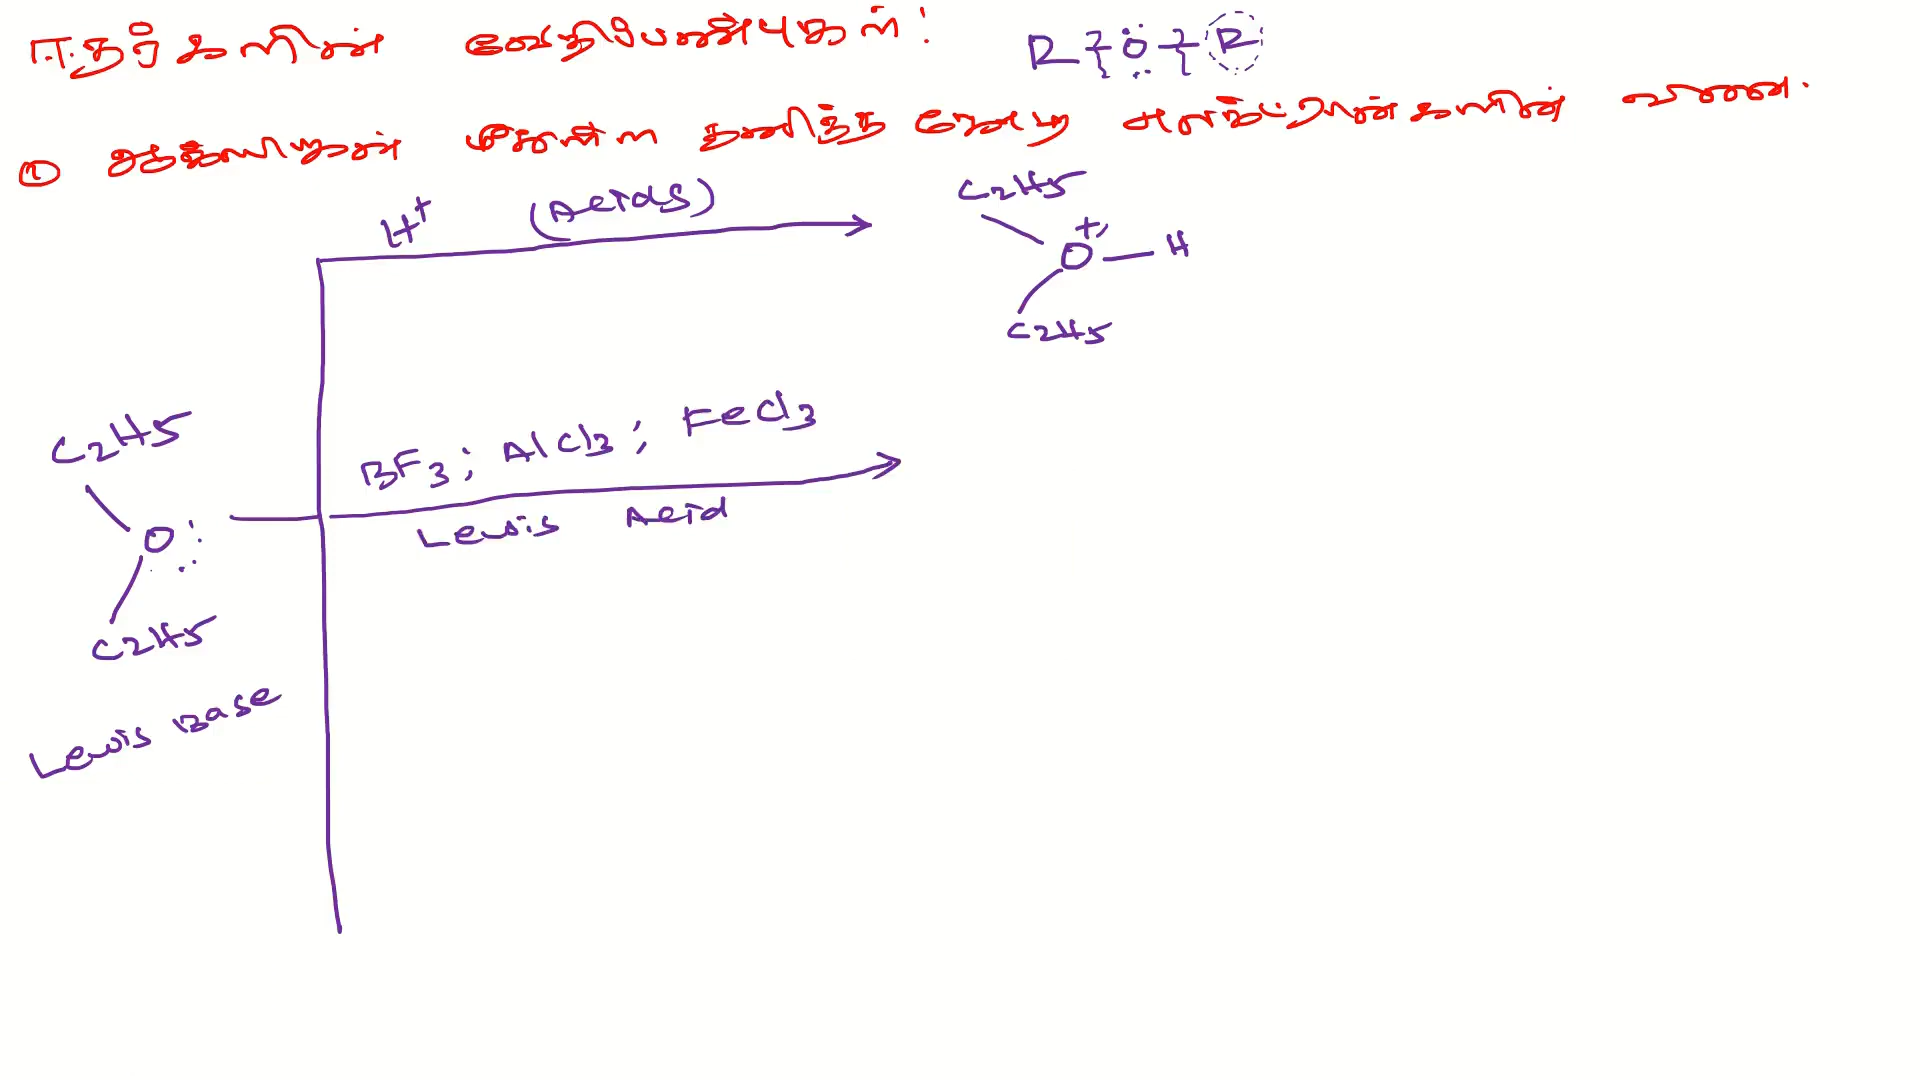 ஈதர்களின் வேதிப்பண்புகள்:
R-O-R
① ஆக்ஸிஜன் மீதுள்ள தனித்த ஜோடி எலக்ட்ரான்களின் வினை.
H+ (Acids)
C2H5
+
O-H
C2H5
BF3; AlCl3; FeCl3
Lewis Acid
C2H5
O:
C2H5
Lewis Base